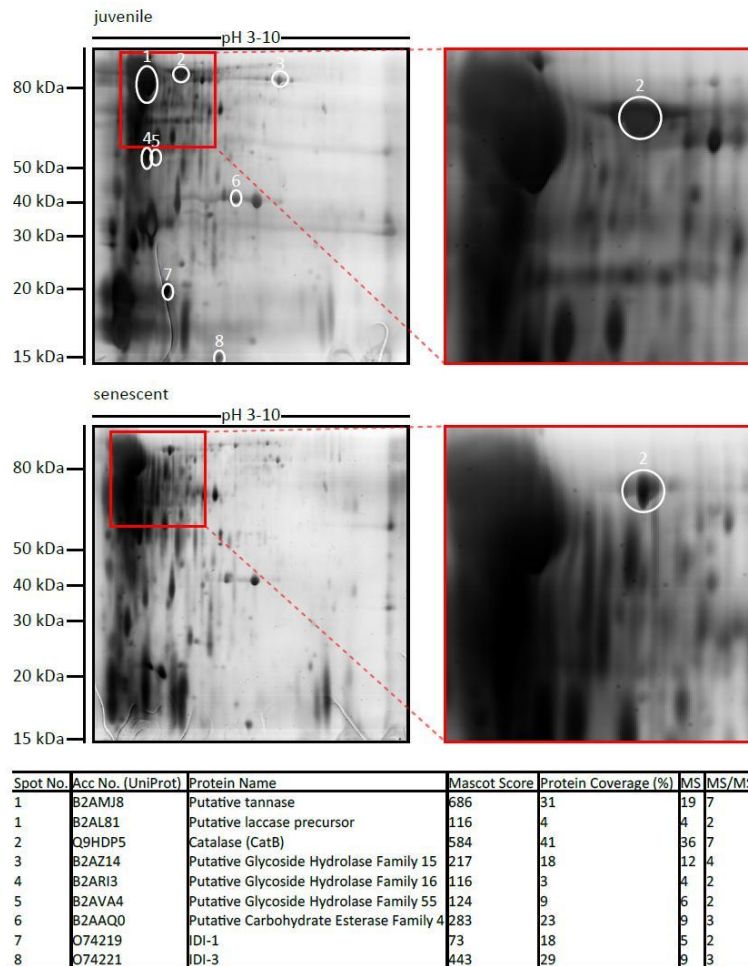 juvenile
pH 3-10
80 kDa
50 kDa
40 kDa
30 kDa
20 kDa
15 kDa
1
2
3
4 5
6
7
8
2
senescent
pH 3-10
80 kDa
50 kDa
40 kDa
30 kDa
20 kDa
15 kDa
2
Spot No. Acc No. (UniProt) Protein Name Mascot Score Protein Coverage (%) MS MS/MS
1 B2AMJ8 Putative tannase 686 31 19 7
1 B2AL81 Putative laccase precursor 116 4 4 2
2 Q9HDP5 Catalase (CatB) 584 41 36 7
3 B2AZ14 Putative Glycoside Hydrolase Family 15 217 18 12 4
4 B2ARI3 Putative Glycoside Hydrolase Family 16 116 3 4 2
5 B2AVA4 Putative Glycoside Hydrolase Family 55 124 9 6 2
6 B2AAQ0 Putative Carbohydrate Esterase Family 4 283 23 9 3
7 O74219 IDI-1 73 18 5 2
8 O74221 IDI-3 443 29 9 3